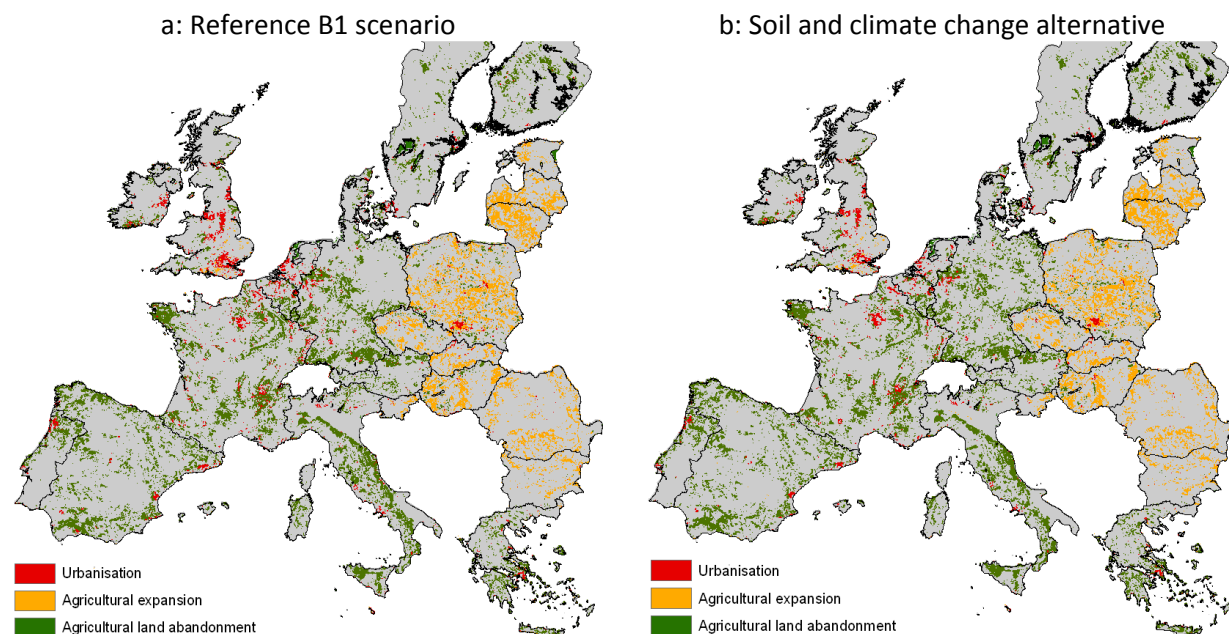 a: Reference B1 scenario
b: Soil and climate change alternative
Urbanisation
Agricultural expansion
Agricultural land abandonment
Urbanisation
Agricultural expansion
Agricultural land abandonment